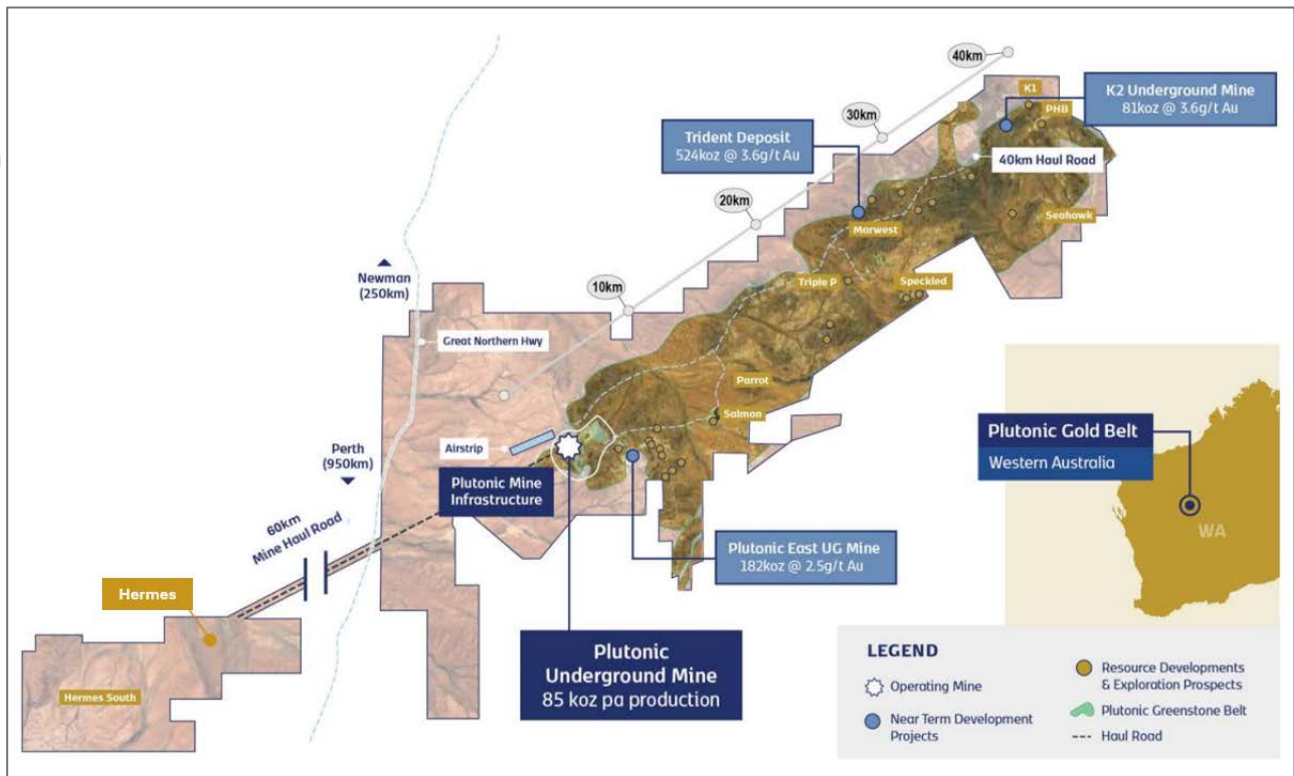 40km
K1
K2 Underground Mine
81koz @ 3.6g/t Au
PHB
30km
Trident Deposit
524koz @ 3.6g/t Au
40km Haul Road
20km
Seahawk
Marwest
Newman
(250km)
Triple P
Speckled
10km
Great Northern Hwy
Parrot
Salmon
Airstrip
Perth
(950km)
Plutonic Mine
Infrastructure
60km
Mine Haul Road
Plutonic East UG Mine
182koz @ 2.5g/t Au
Hermes
Hermes South
Plutonic
Underground Mine
85 koz pa production
Plutonic Gold Belt
Western Australia
WA
LEGEND
Operating Mine
Near Term Development
Projects
Resource Developments
& Exploration Prospects
Plutonic Greenstone Belt
Haul Road